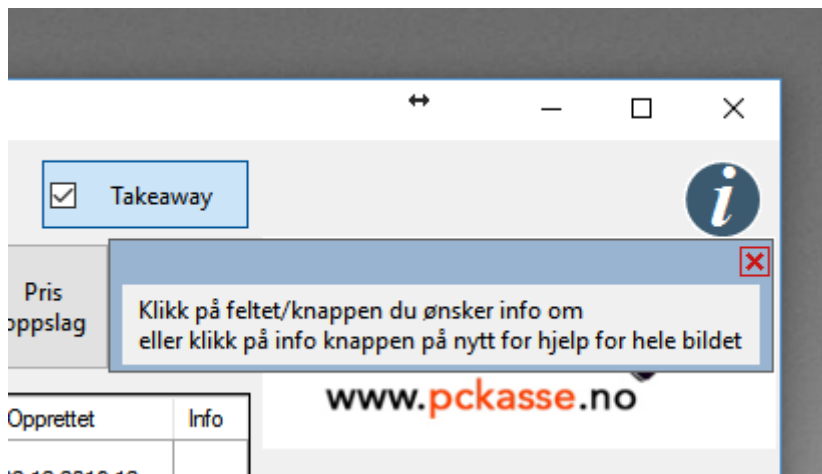 Takeaway
i
Pris
oppslag
Klikk på feltet/knappen du ønsker info om
eller klikk på info knappen på nytt for hjelp for hele bildet
www.pckasse.no
Opprettet Info